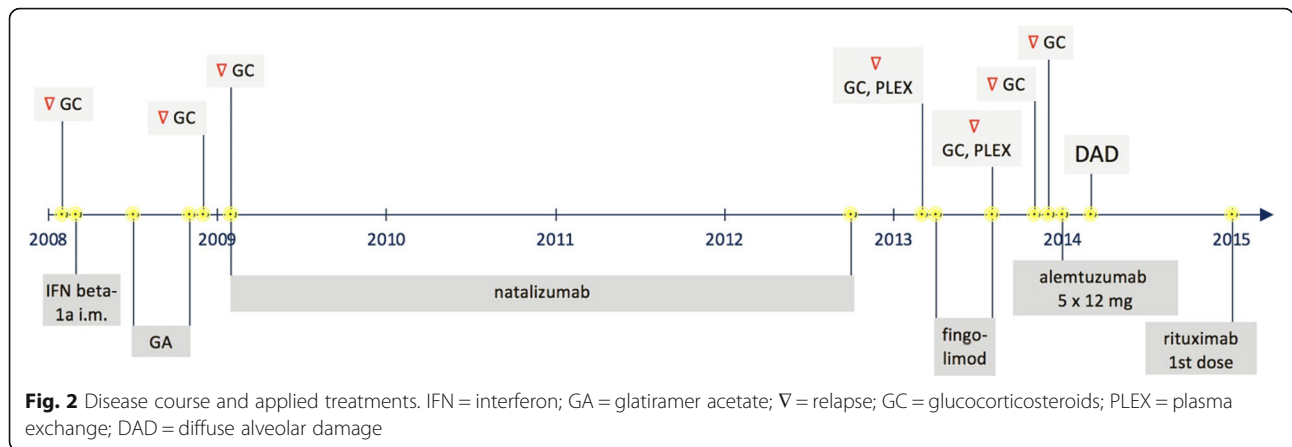 ∇ GC
∇ GC
∇ GC
∇
GC, PLEX
∇
GC, PLEX
∇ GC
∇ GC
DAD
2008
2009
2010
2011
2012
2013
2014
2015
IFN beta-
1a i.m.
GA
natalizumab
fingo-
limod
alemtuzumab
5 x 12 mg
rituximab
1st dose
Fig. 2 Disease course and applied treatments. IFN = interferon; GA = glatiramer acetate; ∇ = relapse; GC = glucocorticosteroids; PLEX = plasma
exchange; DAD = diffuse alveolar damage